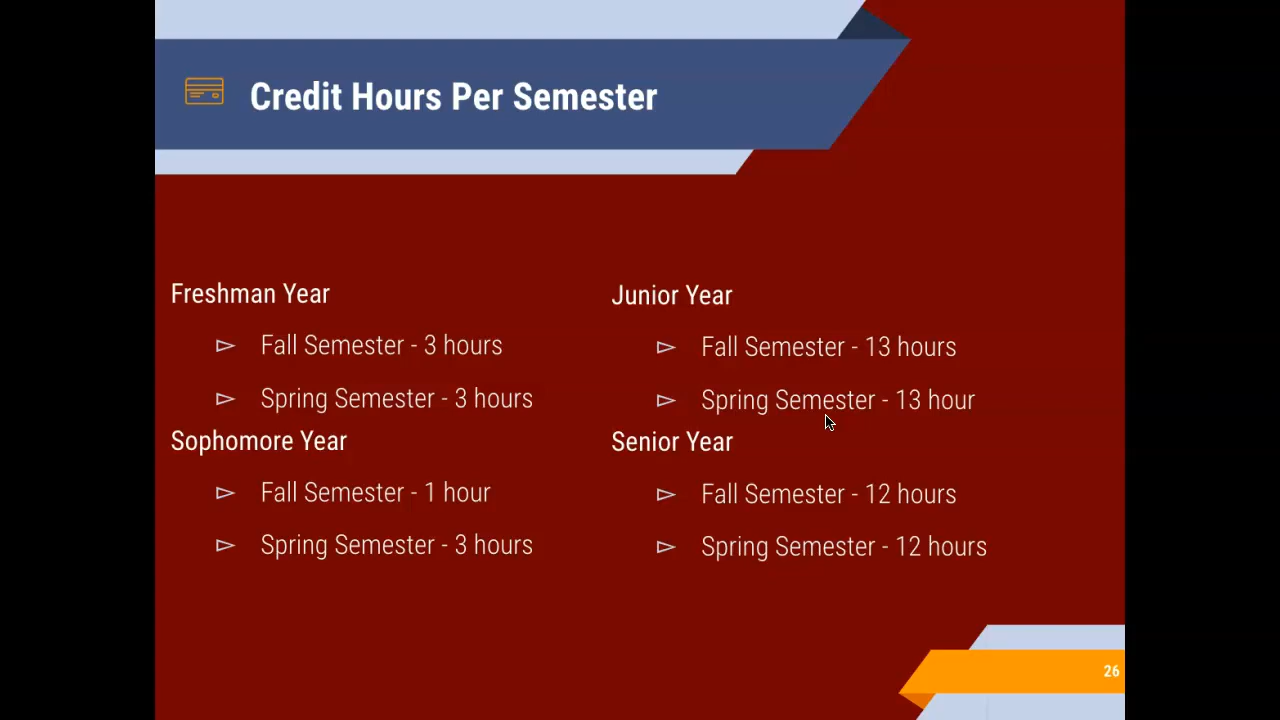 Credit Hours Per Semester
Freshman Year
Fall Semester - 3 hours
Spring Semester - 3 hours
Sophomore Year
Fall Semester - 1 hour
Spring Semester - 3 hours
Junior Year
Fall Semester - 13 hours
Spring Semester - 13 hour
Senior Year
Fall Semester - 12 hours
Spring Semester - 12 hours
26